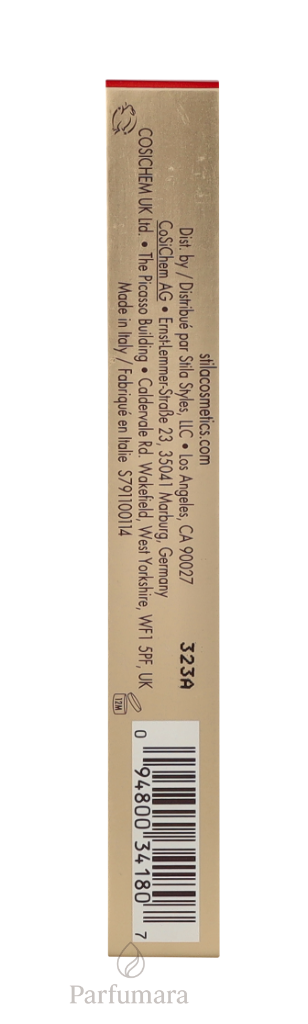 stilacosmetics.com
Dist. by / Distribué par Stila Styles, LLC • Los Angeles, CA 90027
CoSiChem AG • Ernst-Lemmer-Straße 23, 35041 Marburg, Germany
COSICHEM UK Ltd. • The Picasso Building • Caldervale Rd. Wakefield, West Yorkshire, WF1 5PF, UK
Made in Italy / Fabriqué en Italie S791100114
323A
12M
0 94800 34180 7
Parfumara